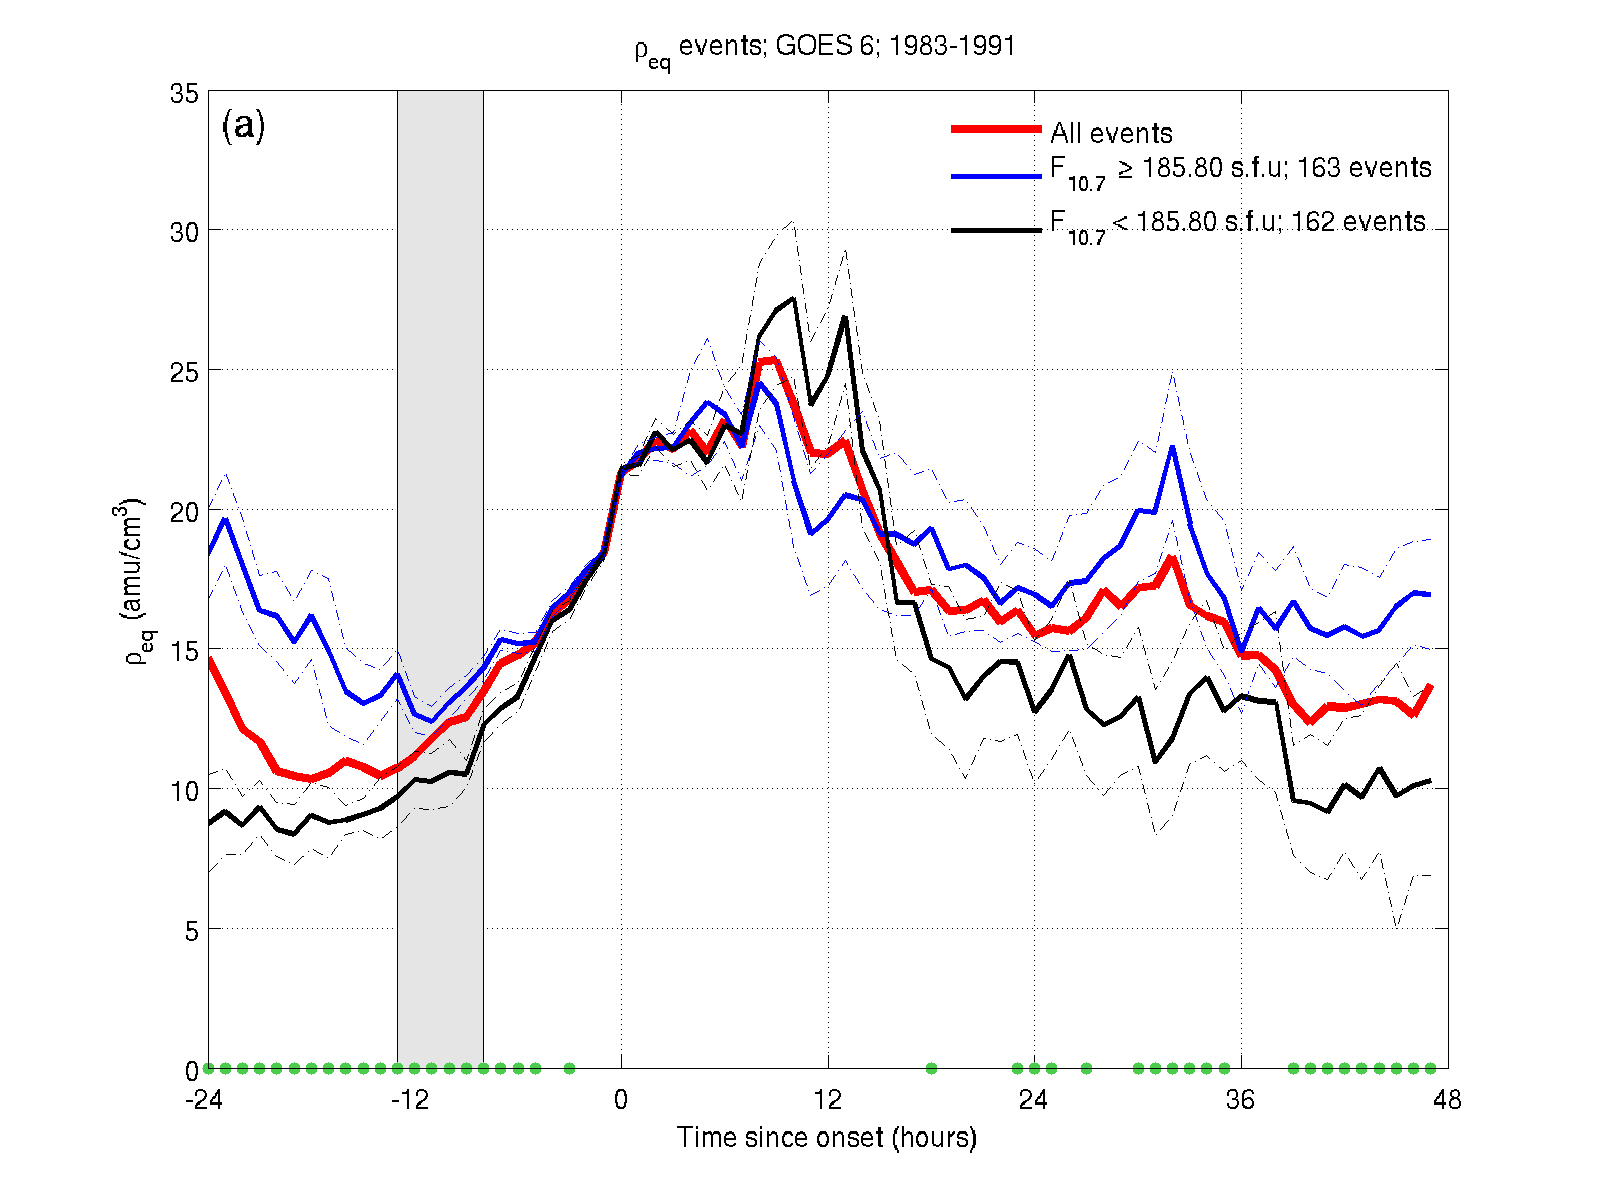 ρeq events; GOES 6; 1983-1991
(a)
All events
F10.7 ≥ 185.80 s.f.u; 163 events
F10.7 < 185.80 s.f.u; 162 events
ρeq (amu/cm3)
35
30
25
20
15
10
5
0
-24 -12 0 12 24 36 48
Time since onset (hours)